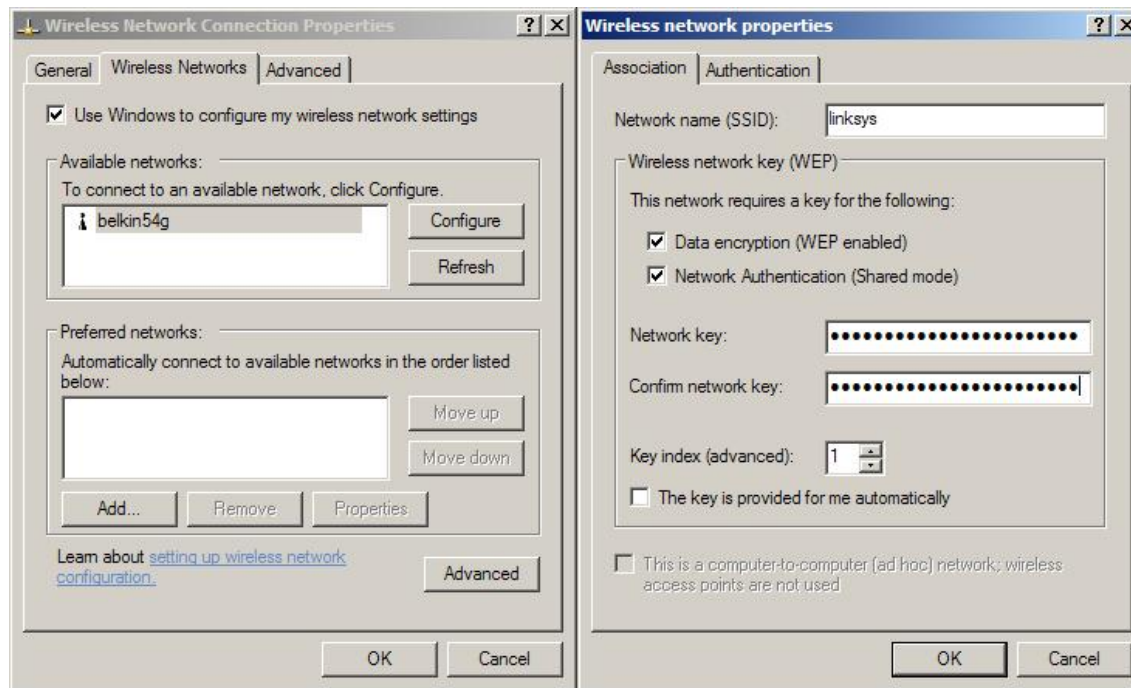 Wireless Network Connection Properties
General
Wireless Networks
Advanced
Use Windows to configure my wireless network settings
Available networks:
To connect to an available network, click Configure.
belkin54g
Configure
Refresh
Preferred networks:
Automatically connect to available networks in the order listed
below:
Move up
Move down
Add...
Remove
Properties
Learn about setting up wireless network
configuration.
Advanced
OK
Cancel
Wireless network properties
Association
Authentication
Network name (SSID):
linksys
Wireless network key (WEP)
This network requires a key for the following:
Data encryption (WEP enabled)
Network Authentication (Shared mode)
Network key:
Confirm network key:
Key index (advanced):
1
The key is provided for me automatically
This is a computer-to-computer (ad hoc) network; wireless
access points are not used
OK
Cancel